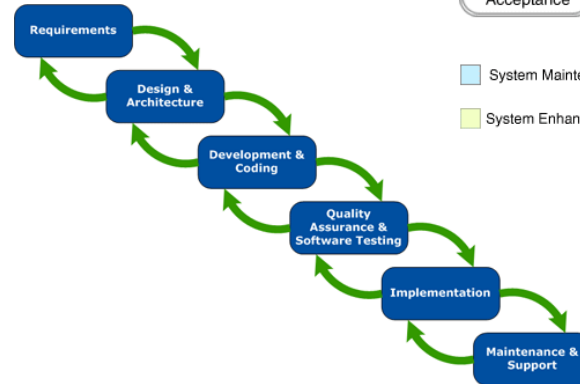 Acceptance
Requirements
System Mainte
Design &
Architecture
System Enhan
Development &
Coding
Quality
Assurance &
Software Testing
Implementation
Maintenance &
Support